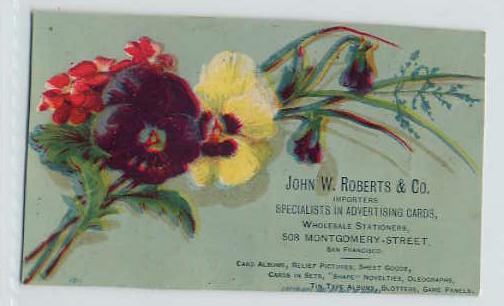 JOHN W. ROBERTS & CO.
IMPORTERS
SPECIALISTS IN ADVERTISING CARDS,
WHOLESALE STATIONERS,
508 MONTGOMERY-STREET,
SAN FRANCISCO.
CARD ALBUMS, RELIEF PICTURES, SHEET GOODS,
CARDS IN SETS, "SHAPE" NOVELTIES, OLEOGRAPHS,
TIN TYPE ALBUMS, BLOTTERS, GAME PANELS,
COPYRIGHT